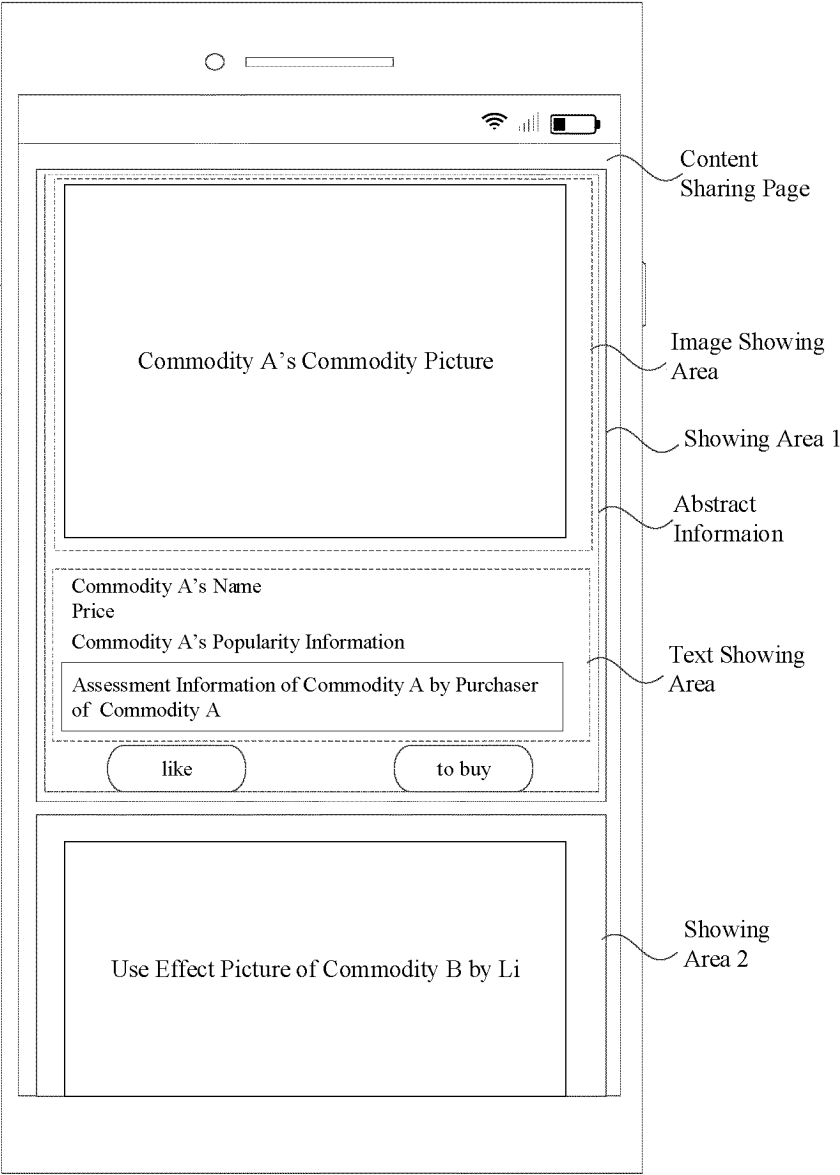 Content
Sharing Page
Commodity A’s Commodity Picture
Image Showing
Area
Showing Area 1
Abstract
Informaion
Commodity A’s Name
Price
Commodity A’s Popularity Information
Assessment Information of Commodity A by Purchaser
of Commodity A
Text Showing
Area
like
to buy
Use Effect Picture of Commodity B by Li
Showing
Area 2